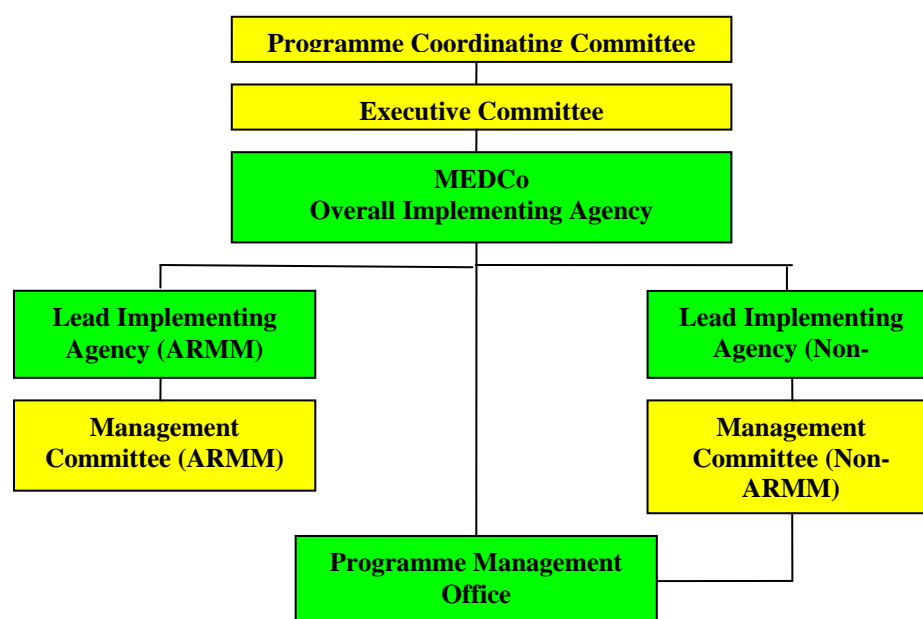 Programme Coordinating Committee
Executive Committee
MEDCo
Overall Implementing Agency
Lead Implementing
Agency (ARMM)
Lead Implementing
Agency (Non-
Management
Committee (ARMM)
Management
Committee (Non-
ARMM)
Programme Management
Office